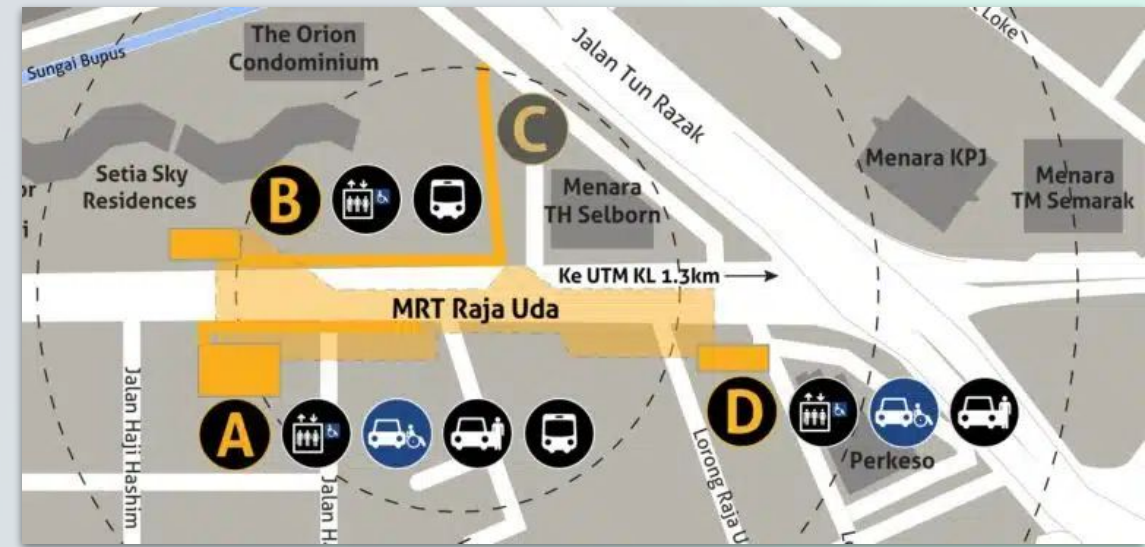 The Orion
Condominium
Sungai Bupus
Jalan Tun Razak
Loke
C
Menara KPJ
Menara
TM Semarak
Setia Sky
Residences
B
Menara
TH Selborn
Ke UTM KL 1.3km
MRT Raja Uda
A
D
Perkeso
Jalan Haji Hashim
Jalan H
Lorong Raja U